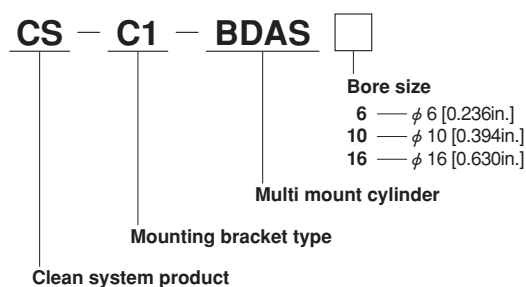 CS − C1 − BDAS □
Bore size
6 — φ 6 [0.236in.]
10 — φ 10 [0.394in.]
16 — φ 16 [0.630in.]
Multi mount cylinder
Mounting bracket type
Clean system product